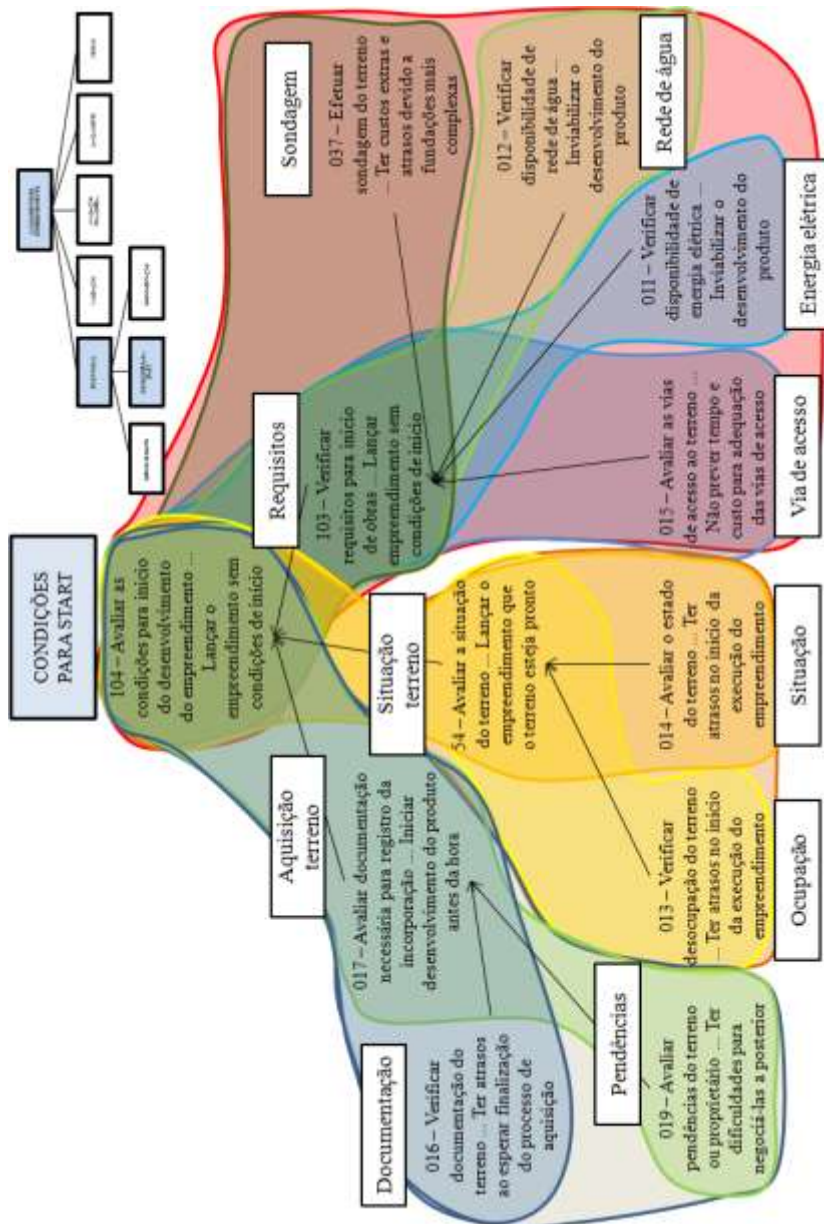 CONDIÇÕES
PARA START
104 – Avaliar as
condições para início
do desenvolvimento
do empreendimento ...
Lançar o
empreendimento sem
condições de início
Aquisição
terreno
017 – Avaliar documentação
necessária para registro da
incorporação ... Iniciar
desenvolvimento do produto
antes da hora
Documentação
016 – Verificar
documentação do
terreno ... Ter atrasos
ao esperar finalização
do processo de
aquisição
Pendências
019 – Avaliar
pendências do terreno
ou proprietário ... Ter
dificuldades para
negociá-las a posterior
Situação
terreno
54 – Avaliar a situação
do terreno ... Lançar o
empreendimento que
o terreno esteja pronto
013 – Verificar
desocupação do terreno
... Ter atrasos no início
da execução do
empreendimento
Ocupação
014 – Avaliar o estado
do terreno ... Ter
atrasos no início da
execução do
empreendimento
Situação
Requisitos
103 – Verificar
requisitos para início
de obras ... Lançar
empreendimento sem
condições de início
015 – Avaliar as vias
de acesso ao terreno ...
Não prever tempo e
custo para adequação
das vias de acesso
Via de acesso
011 – Verificar
disponibilidade de
energia elétrica ...
Inviabilizar o
desenvolvimento do
produto
Energia elétrica
012 – Verificar
disponibilidade de
rede de água ...
Inviabilizar o
desenvolvimento do
produto
Rede de água
Sondagem
037 – Efetuar
sondagem do terreno
... Ter custos extras e
atrasos devido a
fundações mais
complexas